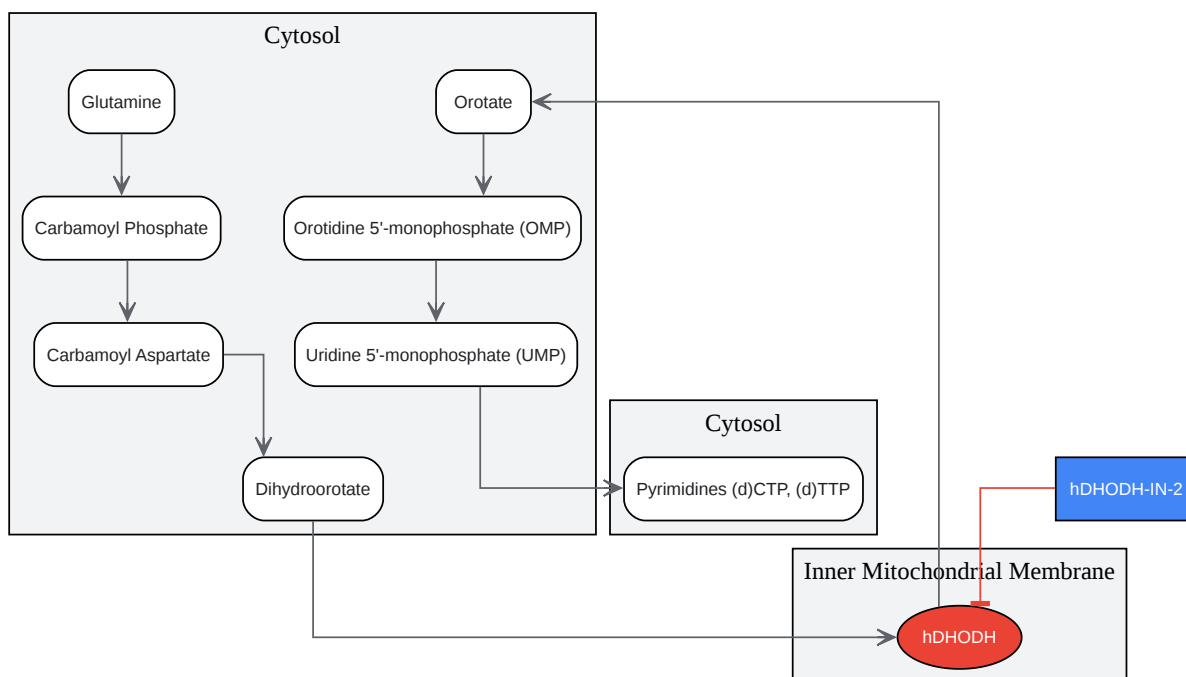 Cytosol
Glutamine
Orotate
Carbamoyl Phosphate
Orotidine 5'-monophosphate (OMP)
Carbamoyl Aspartate
Uridine 5'-monophosphate (UMP)
Cytosol
Dihydroorotate
Pyrimidines (d)CTP, (d)TTP
hDHODH-IN-2
Inner Mitochondrial Membrane
hDHODH